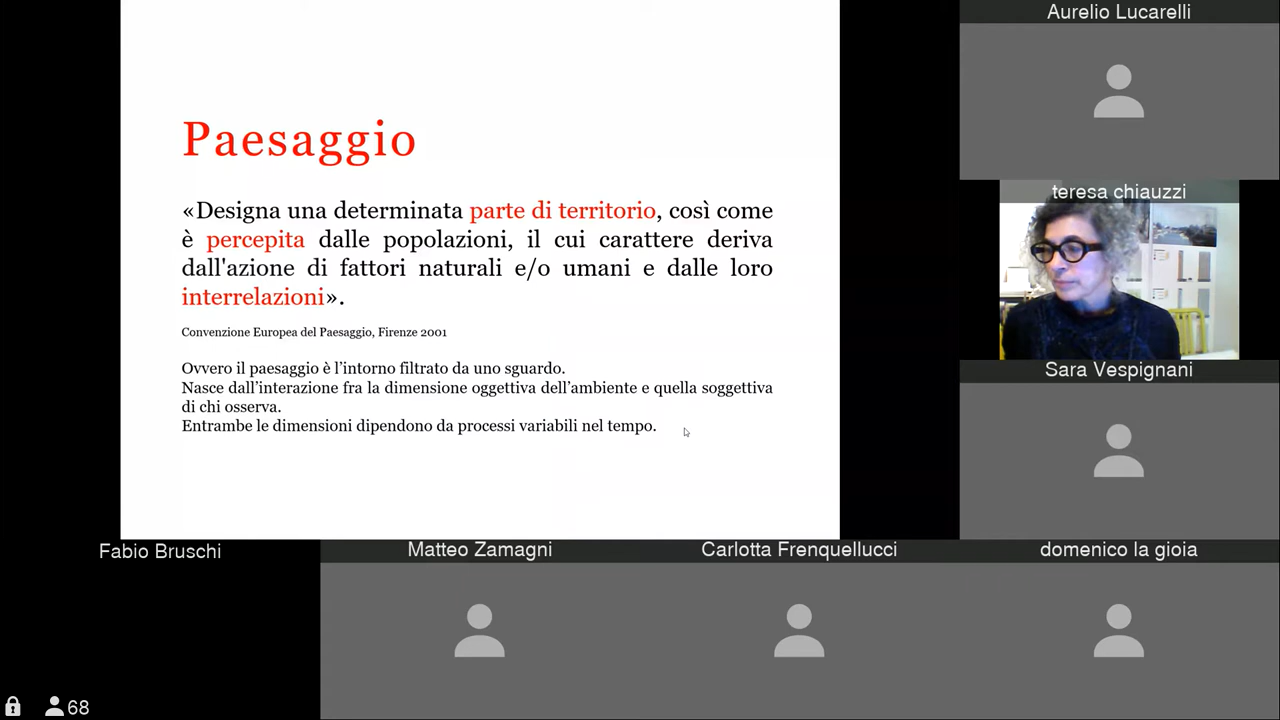 Aurelio Lucarelli
Paesaggio
teresa chiauzzi
«Designa una determinata parte di territorio, così come
è percepita dalle popolazioni, il cui carattere deriva
dall'azione di fattori naturali e/o umani e dalle loro
interrelazioni».
Convenzione Europea del Paesaggio, Firenze 2001
Ovvero il paesaggio è l’intorno filtrato da uno sguardo.
Nasce dall’interazione fra la dimensione oggettiva dell’ambiente e quella soggettiva
di chi osserva.
Entrambe le dimensioni dipendono da processi variabili nel tempo.
Sara Vespignani
Fabio Bruschi
Matteo Zamagni
Carlotta Frenquellucci
domenico la gioia
68